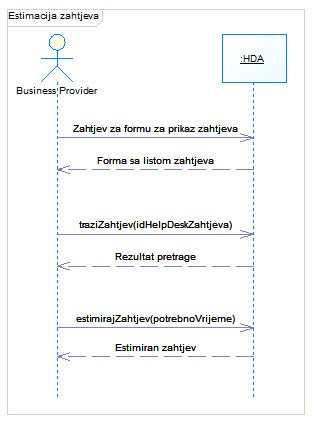 Estimacija zahtjeva
:HDA
Business Provider
Zahtjev za formu za prikaz zahtjeva
Forma sa listom zahtjeva
traziZahtjev(idHelpDeskZahtjeva)
Rezultat pretrage
estimirajZahtjev(potrebnoVrijeme)
Estimiran zahtjev